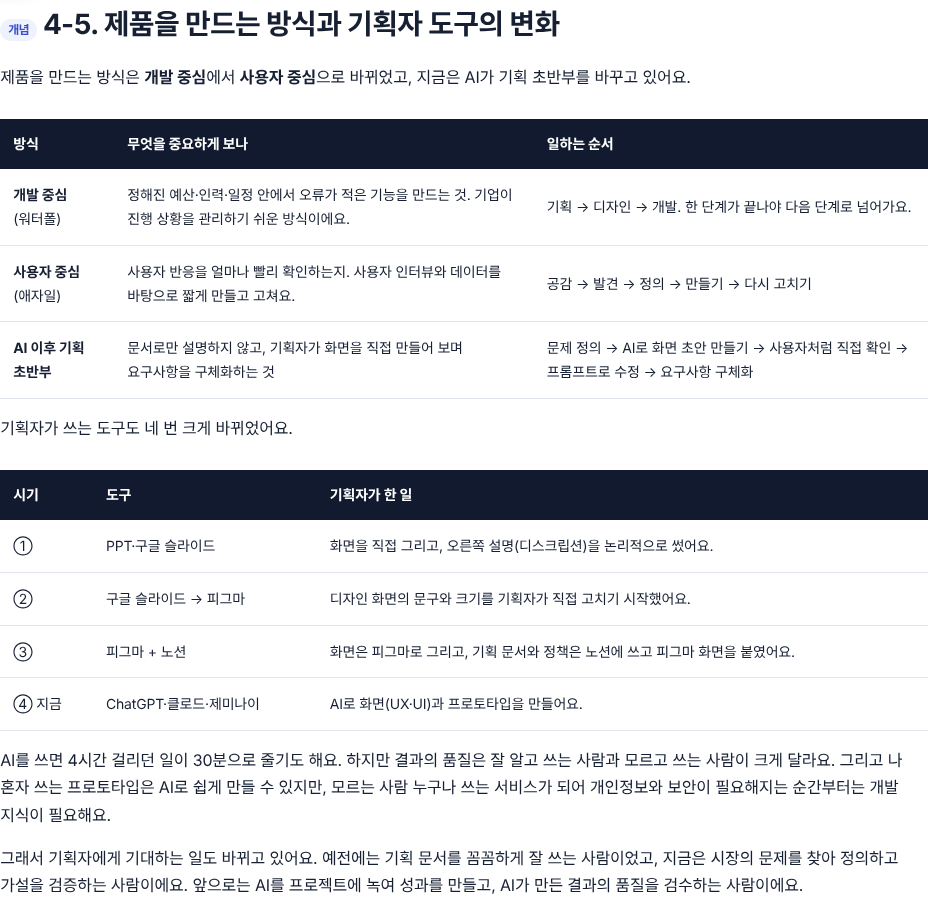 개념 4-5. 제품을 만드는 방식과 기획자 도구의 변화
제품을 만드는 방식은 개발 중심에서 사용자 중심으로 바뀌었고, 지금은 AI가 기획 초반부를 바꾸고 있어요.
방식 무엇을 중요하게 보나 일하는 순서
개발 중심 정해진 예산·인력·일정 안에서 오류가 적은 기능을 만드는 것. 기업이
(워터폴) 진행 상황을 관리하기 쉬운 방식이에요.
기획 → 디자인 → 개발. 한 단계가 끝나야 다음 단계로 넘어가요.
사용자 중심 사용자 반응을 얼마나 빨리 확인하는지. 사용자 인터뷰와 데이터를
(애자일) 바탕으로 짧게 만들고 고쳐요.
공감 → 발견 → 정의 → 만들기 → 다시 고치기
AI 이후 기획 문서로만 설명하지 않고, 기획자가 화면을 직접 만들어 보며 문제 정의 → AI로 화면 초안 만들기 → 사용자처럼 직접 확인 →
초반부 요구사항을 구체화하는 것 프롬프트로 수정 → 요구사항 구체화
기획자가 쓰는 도구도 네 번 크게 바뀌었어요.
시기 도구 기획자가 한 일
① PPT·구글 슬라이드 화면을 직접 그리고, 오른쪽 설명(디스크립션)을 논리적으로 썼어요.
② 구글 슬라이드 → 피그마 디자인 화면의 문구와 크기를 기획자가 직접 고치기 시작했어요.
③ 피그마 + 노션 화면은 피그마로 그리고, 기획 문서와 정책은 노션에 쓰고 피그마 화면을 붙였어요.
④ 지금 ChatGPT·클로드·제미나이 AI로 화면(UX·UI)과 프로토타입을 만들어요.
AI를 쓰면 4시간 걸리던 일이 30분으로 줄기도 해요. 하지만 결과의 품질은 잘 알고 쓰는 사람과 모르고 쓰는 사람이 크게 달라요. 그리고 나
혼자 쓰는 프로토타입은 AI로 쉽게 만들 수 있지만, 모르는 사람 누구나 쓰는 서비스가 되어 개인정보와 보안이 필요해지는 순간부터는 개발
지식이 필요해요.
그래서 기획자에게 기대하는 일도 바뀌고 있어요. 예전에는 기획 문서를 꼼꼼하게 잘 쓰는 사람이었고, 지금은 시장의 문제를 찾아 정의하고
가설을 검증하는 사람이에요. 앞으로는 AI를 프로젝트에 녹여 성과를 만들고, AI가 만든 결과의 품질을 검수하는 사람이에요.